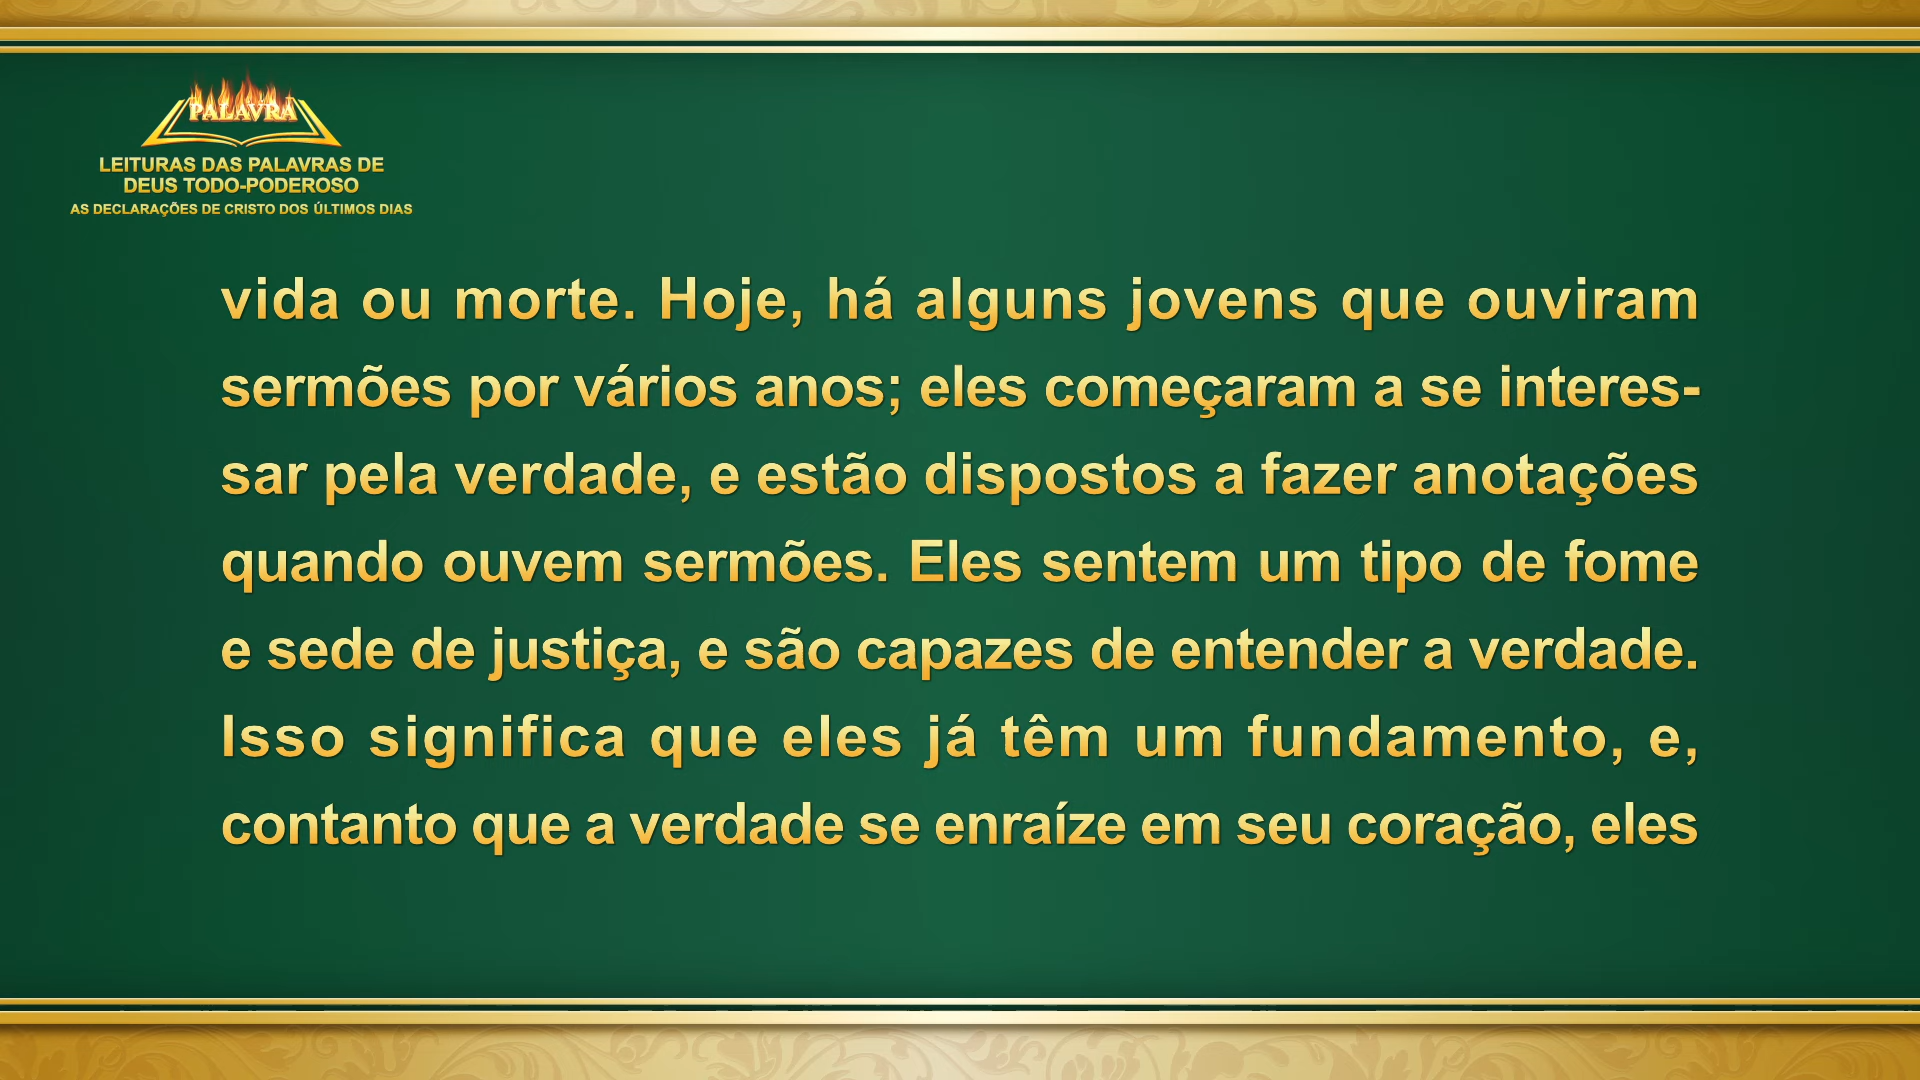 PALAVRA
LEITURAS DAS PALAVRAS DE
DEUS TODO-PODEROSO
AS DECLARAÇÕES DE CRISTO DOS ÚLTIMOS DIAS
vida ou morte. Hoje, há alguns jovens que ouviram
sermões por vários anos; eles começaram a se interes-
sar pela verdade, e estão dispostos a fazer anotações
quando ouvem sermões. Eles sentem um tipo de fome
e sede de justiça, e são capazes de entender a verdade.
Isso significa que eles já têm um fundamento, e,
contanto que a verdade se enraíze em seu coração, eles